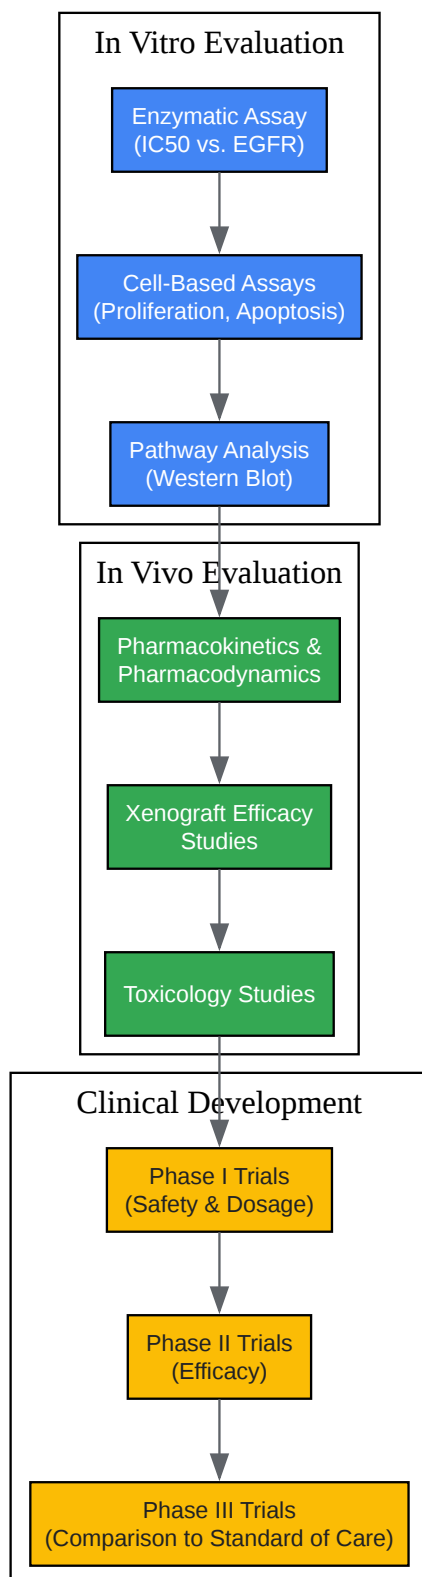 In Vitro Evaluation
Enzymatic Assay
(IC50 vs. EGFR)
Cell-Based Assays
(Proliferation, Apoptosis)
Pathway Analysis
(Western Blot)
In Vivo Evaluation
Pharmacokinetics &
Pharmacodynamics
Xenograft Efficacy
Studies
Toxicology Studies
Clinical Development
Phase I Trials
(Safety & Dosage)
Phase II Trials
(Efficacy)
Phase III Trials
(Comparison to Standard of Care)